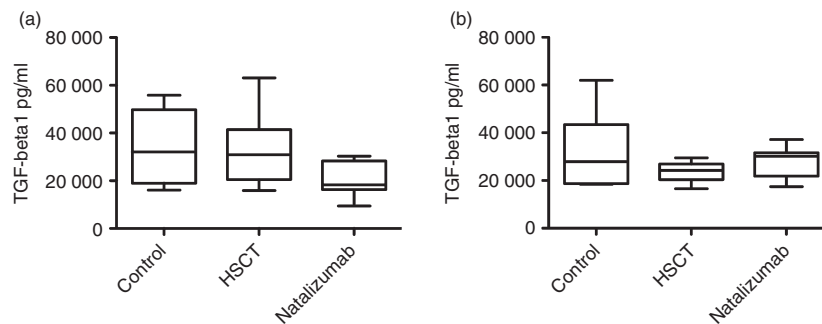 (a)
TGF-beta1 pg/ml
80 000
60 000
40 000
20 000
0
Control
HSCT
Natalizumab
(b)
TGF-beta1 pg/ml
80 000
60 000
40 000
20 000
0
Control
HSCT
Natalizumab